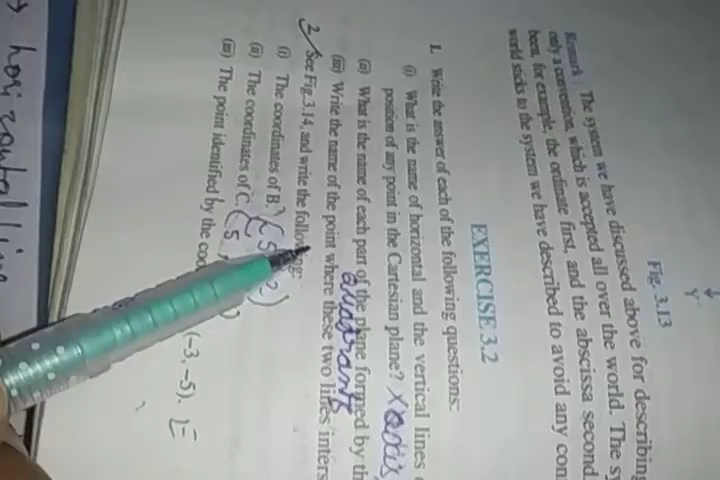 Y'
Fig. 3.13
Remark : The system we have discussed above for describing
only a convention, which is accepted all over the world. The sy
been, for example, the ordinate first, and the abscissa second.
world sticks to the system we have described to avoid any con
EXERCISE 3.2
1. Write the answer of each of the following questions:
(i) What is the name of horizontal and the vertical lines
position of any point in the Cartesian plane?
(ii) What is the name of each part of the plane formed by th
quadrants
(iii) Write the name of the point where these two lines inters
3 See Fig.3.14, and write the following:
(i) The coordinates of B.
(ii) The coordinates of C. (5
(iii) The point identified by the coo (–3, –5). E
→ horizontal line